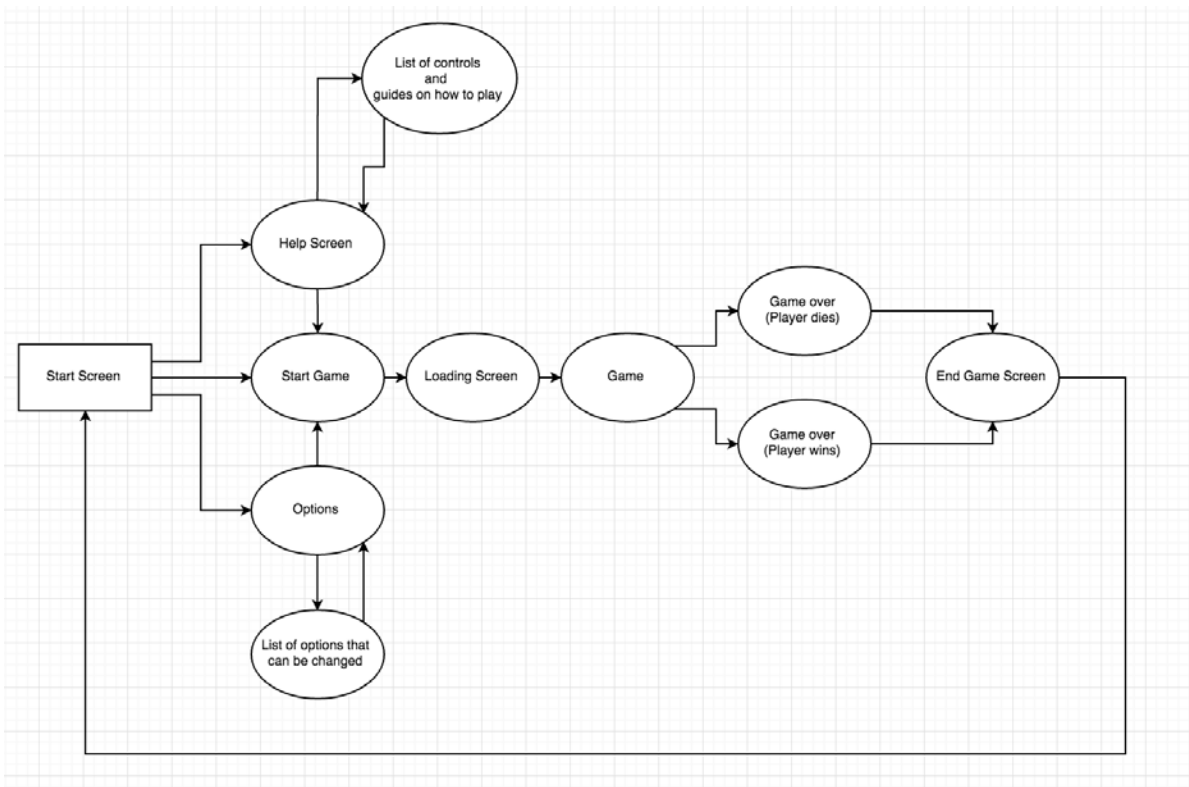 List of controls
and
guides on how to play
Help Screen
Start Screen
Start Game
Loading Screen
Game
Game over
(Player dies)
End Game Screen
Game over
(Player wins)
Options
List of options that
can be changed